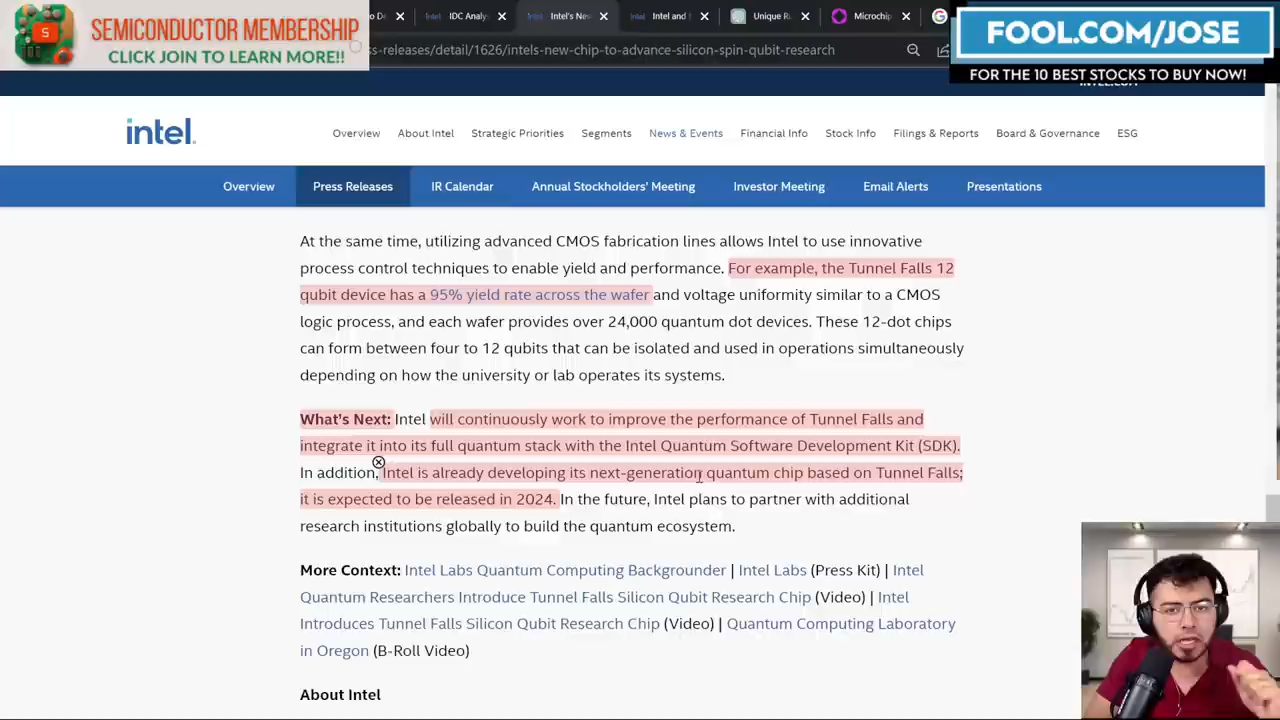 SEMICONDUCTOR MEMBERSHIP
CLICK JOIN TO LEARN MORE!!
IDC Analy
Intel's Nev
Intel and
Unique Ru
Microchip
FOOL.COM/JOSE
FOR THE 10 BEST STOCKS TO BUY NOW!
ss-releases/detail/1626/intels-new-chip-to-advance-silicon-spin-qubit-research
INTEL.COM
intel.
Overview About Intel Strategic Priorities Segments News & Events Financial Info Stock Info Filings & Reports Board & Governance ESG
Overview Press Releases IR Calendar Annual Stockholders' Meeting Investor Meeting Email Alerts Presentations
At the same time, utilizing advanced CMOS fabrication lines allows Intel to use innovative
process control techniques to enable yield and performance. For example, the Tunnel Falls 12
qubit device has a 95% yield rate across the wafer and voltage uniformity similar to a CMOS
logic process, and each wafer provides over 24,000 quantum dot devices. These 12-dot chips
can form between four to 12 qubits that can be isolated and used in operations simultaneously
depending on how the university or lab operates its systems.
What's Next: Intel will continuously work to improve the performance of Tunnel Falls and
integrate it into its full quantum stack with the Intel Quantum Software Development Kit (SDK).
In addition, Intel is already developing its next-generation quantum chip based on Tunnel Falls;
it is expected to be released in 2024. In the future, Intel plans to partner with additional
research institutions globally to build the quantum ecosystem.
More Context: Intel Labs Quantum Computing Backgrounder | Intel Labs (Press Kit) | Intel
Quantum Researchers Introduce Tunnel Falls Silicon Qubit Research Chip (Video) | Intel
Introduces Tunnel Falls Silicon Qubit Research Chip (Video) | Quantum Computing Laboratory
in Oregon (B-Roll Video)
About Intel